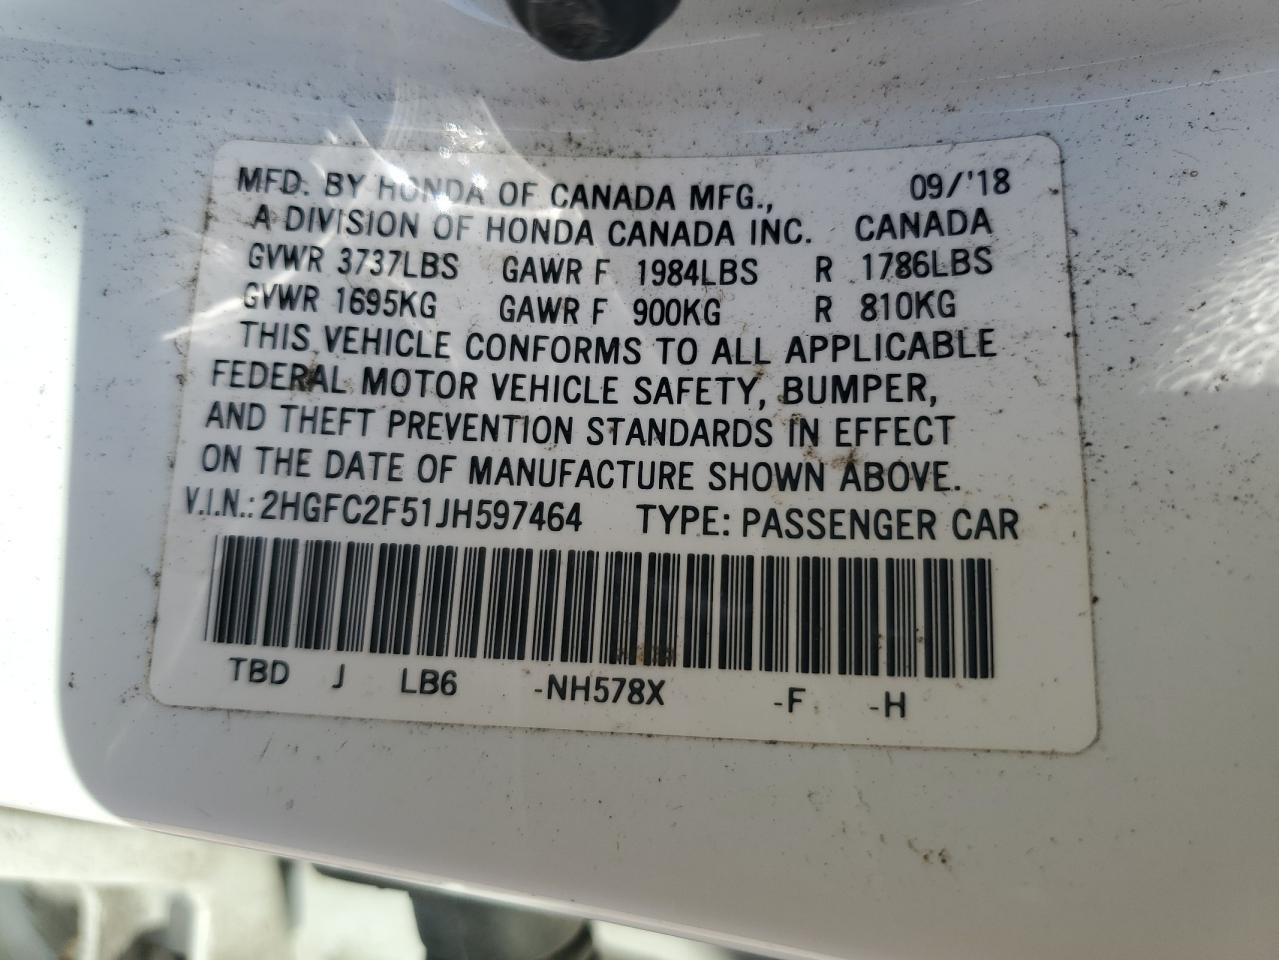 MFD. BY HONDA OF CANADA MFG., 09/'18
A DIVISION OF HONDA CANADA INC. CANADA
GVWR 3737LBS GAWR F 1984LBS R 1786LBS
GVWR 1695KG GAWR F 900KG R 810KG
THIS VEHICLE CONFORMS TO ALL APPLICABLE
FEDERAL MOTOR VEHICLE SAFETY, BUMPER,
AND THEFT PREVENTION STANDARDS IN EFFECT
ON THE DATE OF MANUFACTURE SHOWN ABOVE.
V.I.N.: 2HGFC2F51JH597464 TYPE: PASSENGER CAR
TBD J LB6 -NH578X -F -H